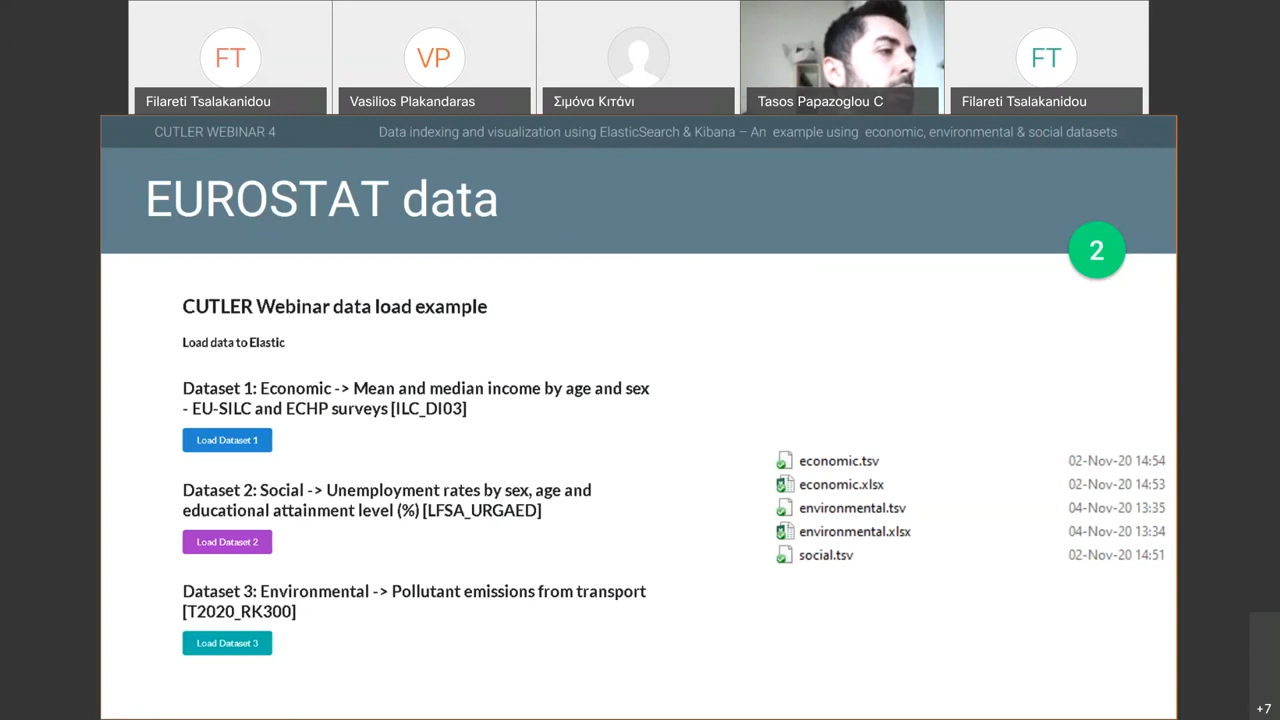 FT
VP
FT
Filareti Tsalakanidou
Vasilios Plakandaras
Σιμόνα Κιτάνι
Tasos Papazoglou C
Filareti Tsalakanidou
CUTLER WEBINAR 4
Data indexing and visualization using ElasticSearch & Kibana – An example using economic, environmental & social datasets
EUROSTAT data
2
CUTLER Webinar data load example
Load data to Elastic
Dataset 1: Economic -> Mean and median income by age and sex
- EU-SILC and ECHP surveys [ILC_DI03]
Load Dataset 1
Dataset 2: Social -> Unemployment rates by sex, age and
educational attainment level (%) [LFSA_URGAED]
Load Dataset 2
Dataset 3: Environmental -> Pollutant emissions from transport
[T2020_RK300]
Load Dataset 3
economic.tsv 02-Nov-20 14:54
economic.xlsx 02-Nov-20 14:53
environmental.tsv 04-Nov-20 13:35
environmental.xlsx 04-Nov-20 13:34
social.tsv 02-Nov-20 14:51
+7